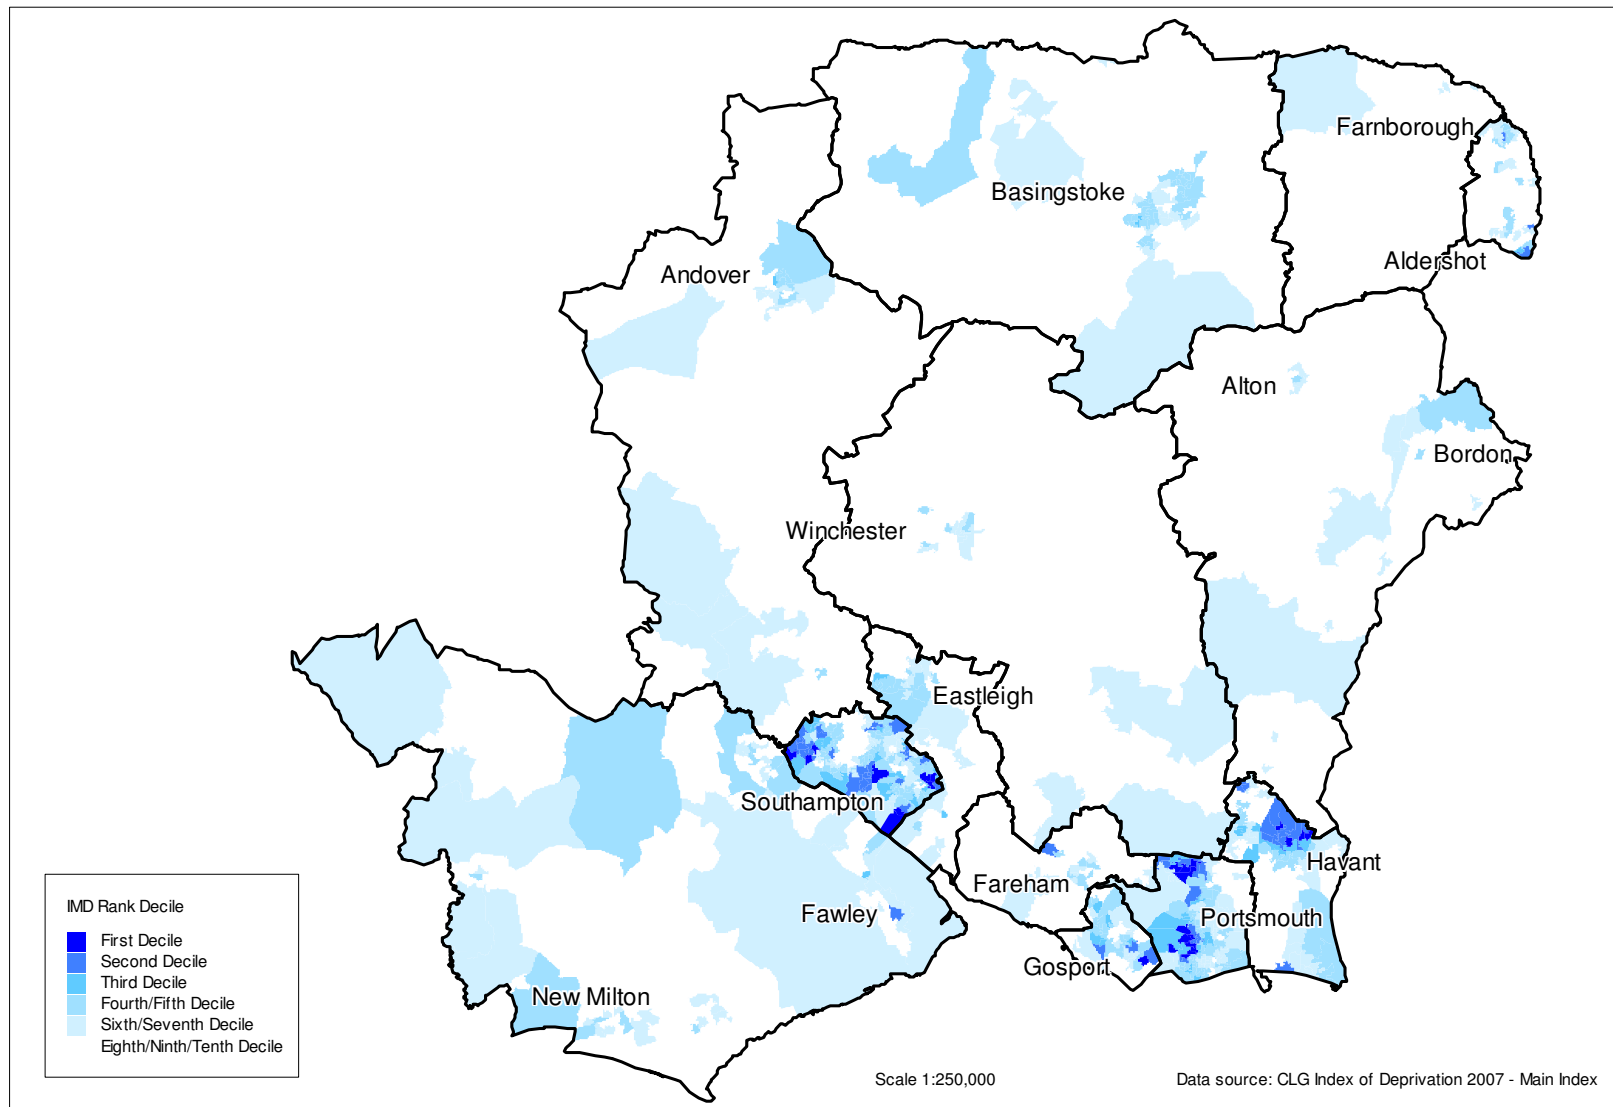 Farnborough
Basingstoke
Aldershot
Andover
Alton
Bordon
Winchester
Eastleigh
Southampton
Havant
Fareham
Fawley
Portsmouth
Gosport
New Milton
IMD Rank Decile
First Decile
Second Decile
Third Decile
Fourth/Fifth Decile
Sixth/Seventh Decile
Eighth/Ninth/Tenth Decile
Scale 1:250,000
Data source: CLG Index of Deprivation 2007 - Main Index